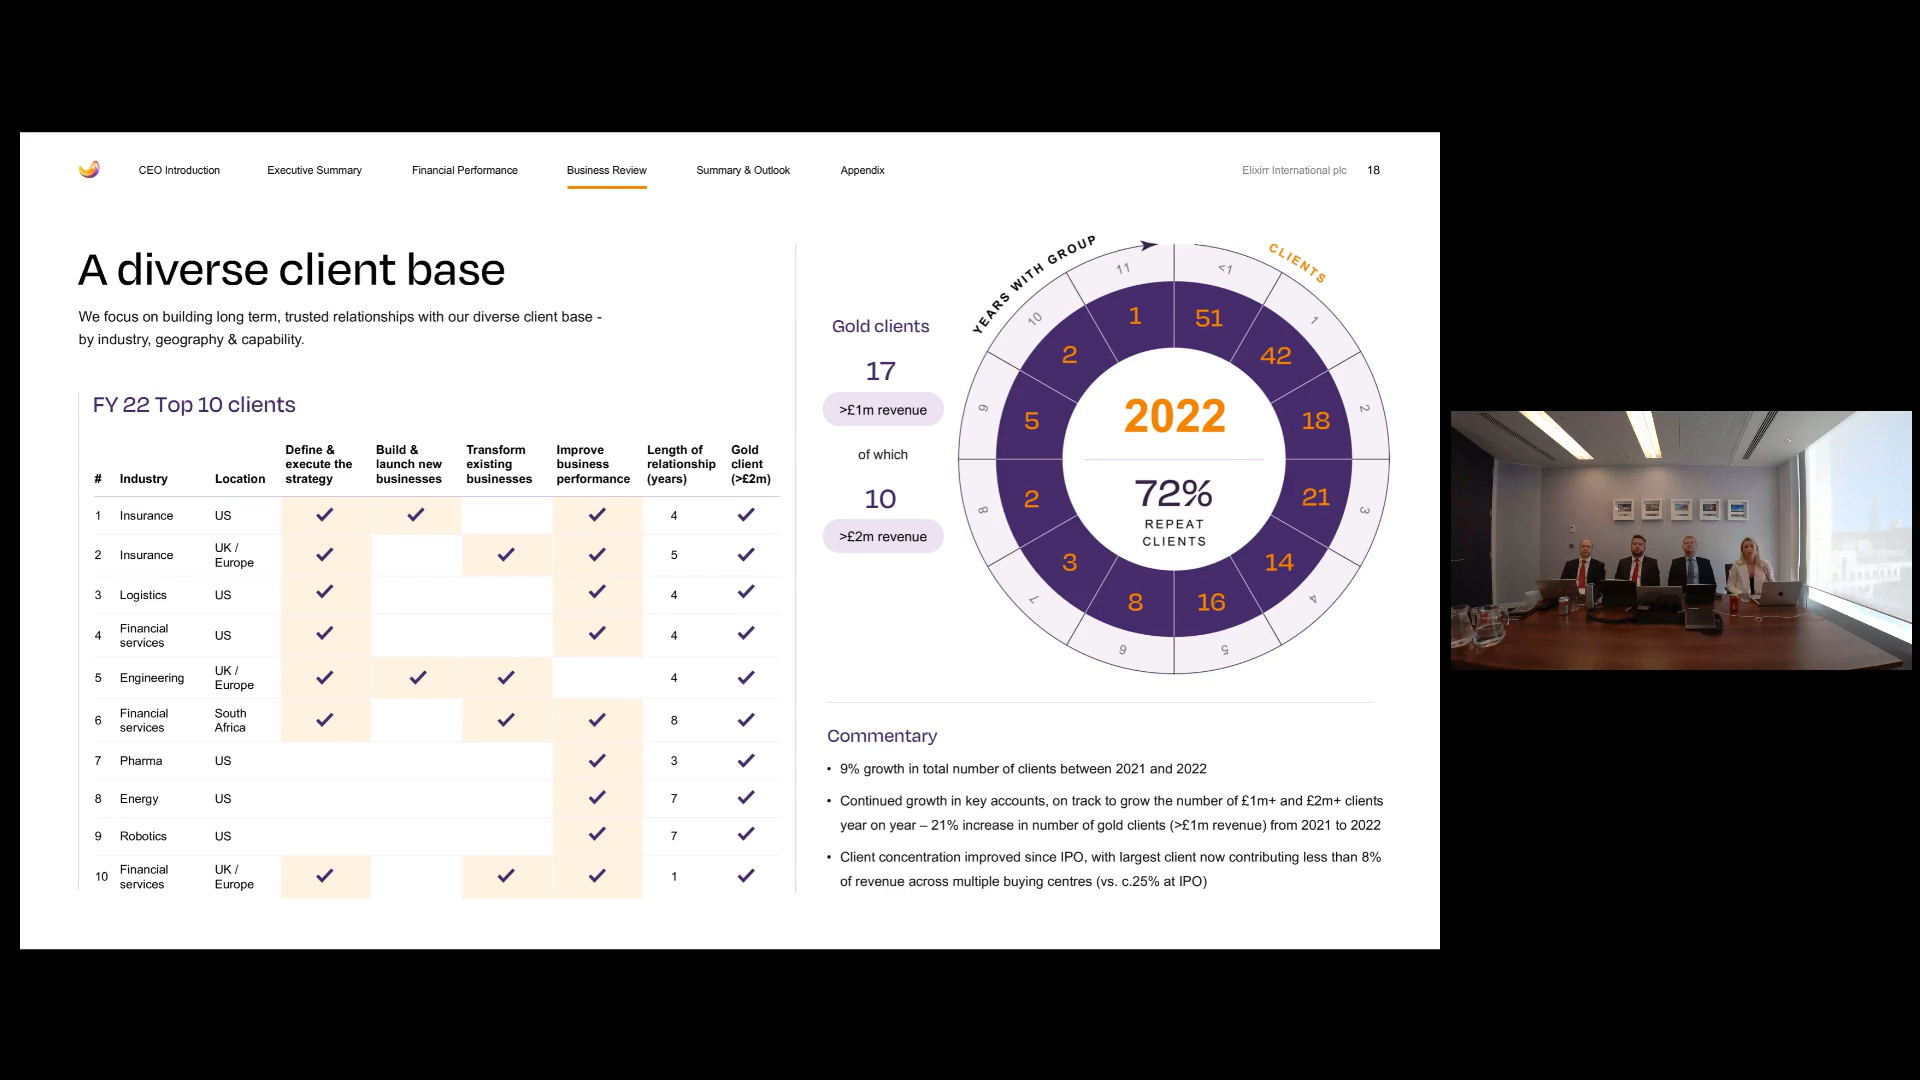 CEO Introduction Executive Summary Financial Performance Business Review Summary & Outlook Appendix Elixirr International plc 18
A diverse client base
We focus on building long term, trusted relationships with our diverse client base -
by industry, geography & capability.
FY 22 Top 10 clients
# Industry Location Define & execute the strategy Build & launch new businesses Transform existing businesses Improve business performance Length of relationship (years) Gold client (>£2m)
1 Insurance US ✓ ✓ ✓ 4 ✓
2 Insurance UK / Europe ✓ ✓ ✓ 5 ✓
3 Logistics US ✓ ✓ 4 ✓
4 Financial services US ✓ ✓ 4 ✓
5 Engineering UK / Europe ✓ ✓ ✓ 4 ✓
6 Financial services South Africa ✓ ✓ ✓ 8 ✓
7 Pharma US ✓ 3 ✓
8 Energy US ✓ 7 ✓
9 Robotics US ✓ 7 ✓
10 Financial services UK / Europe ✓ ✓ ✓ 1 ✓
Gold clients
17
>£1m revenue
of which
10
>£2m revenue
YEARS WITH GROUP
CLIENTS
<1 51
1 42
2 18
3 21
4 14
5 16
6 8
7 3
8 2
9 5
10 2
11 1
2022
72%
REPEAT
CLIENTS
Commentary
• 9% growth in total number of clients between 2021 and 2022
• Continued growth in key accounts, on track to grow the number of £1m+ and £2m+ clients
year on year – 21% increase in number of gold clients (>£1m revenue) from 2021 to 2022
• Client concentration improved since IPO, with largest client now contributing less than 8%
of revenue across multiple buying centres (vs. c.25% at IPO)